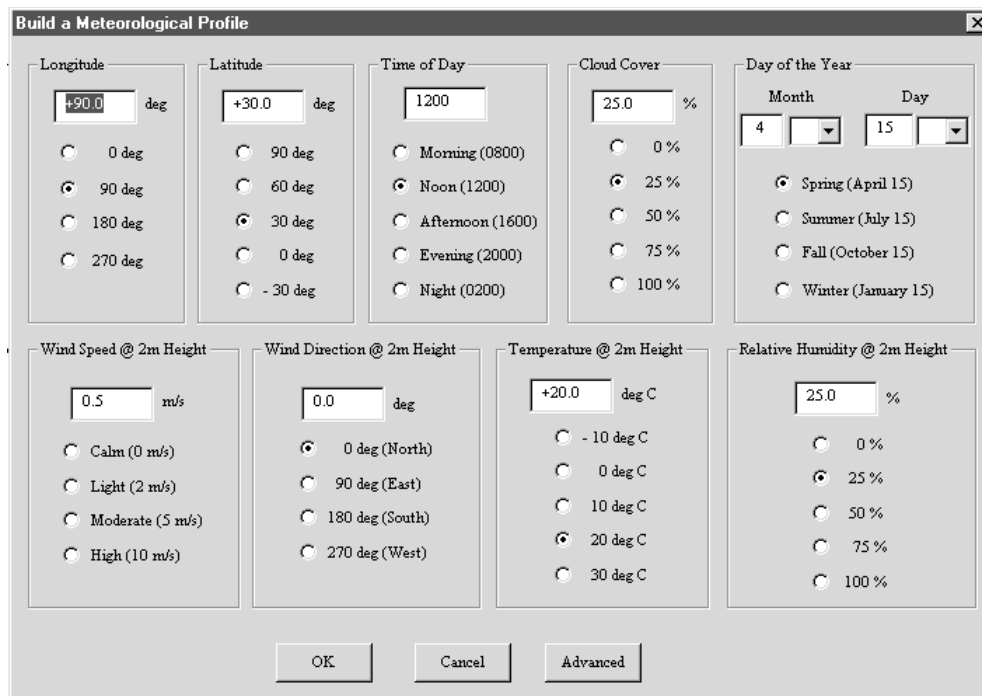 Build a Meteorological Profile
Longitude
+90.0 deg
0 deg
90 deg
180 deg
270 deg
Latitude
+30.0 deg
90 deg
60 deg
30 deg
0 deg
- 30 deg
Time of Day
1200
Morning (0800)
Noon (1200)
Afternoon (1600)
Evening (2000)
Night (0200)
Cloud Cover
25.0 %
0 %
25 %
50 %
75 %
100 %
Day of the Year
Month Day
4 15
Spring (April 15)
Summer (July 15)
Fall (October 15)
Winter (January 15)
Wind Speed @ 2m Height
0.5 m/s
Calm (0 m/s)
Light (2 m/s)
Moderate (5 m/s)
High (10 m/s)
Wind Direction @ 2m Height
0.0 deg
0 deg (North)
90 deg (East)
180 deg (South)
270 deg (West)
Temperature @ 2m Height
+20.0 deg C
- 10 deg C
0 deg C
10 deg C
20 deg C
30 deg C
Relative Humidity @ 2m Height
25.0 %
0 %
25 %
50 %
75 %
100 %
OK Cancel Advanced